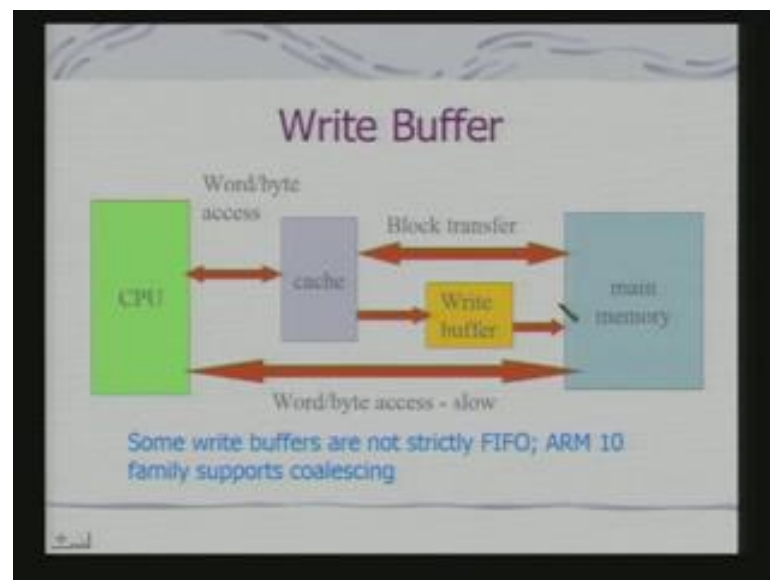 Write Buffer
Word/byte
access
Block transfer
CPU
cache
Write
buffer
main
memory
Word/byte access - slow
Some write buffers are not strictly FIFO; ARM 10
family supports coalescing